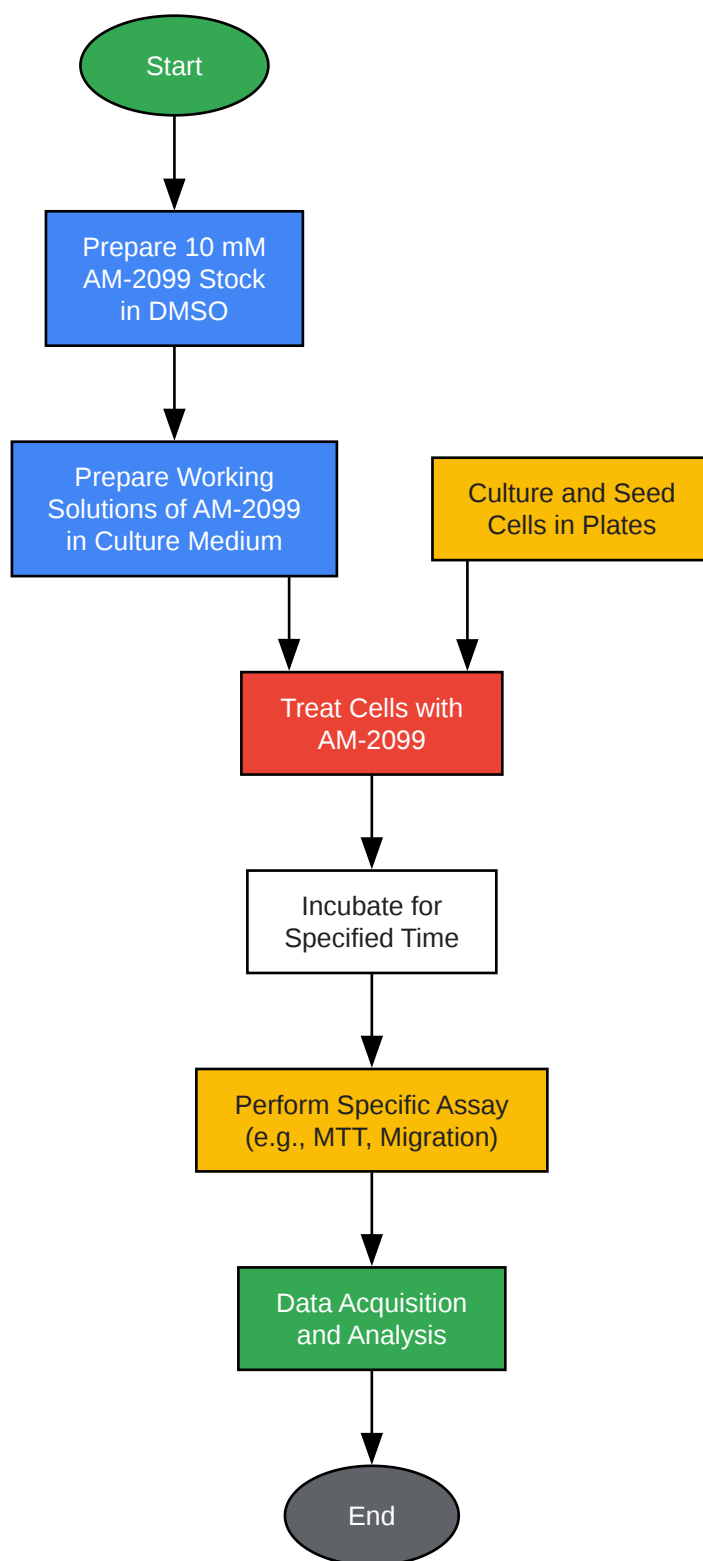 Start
Prepare 10 mM
AM-2099 Stock
in DMSO
Prepare Working
Solutions of AM-2099
in Culture Medium
Culture and Seed
Cells in Plates
Treat Cells with
AM-2099
Incubate for
Specified Time
Perform Specific Assay
(e.g., MTT, Migration)
Data Acquisition
and Analysis
End